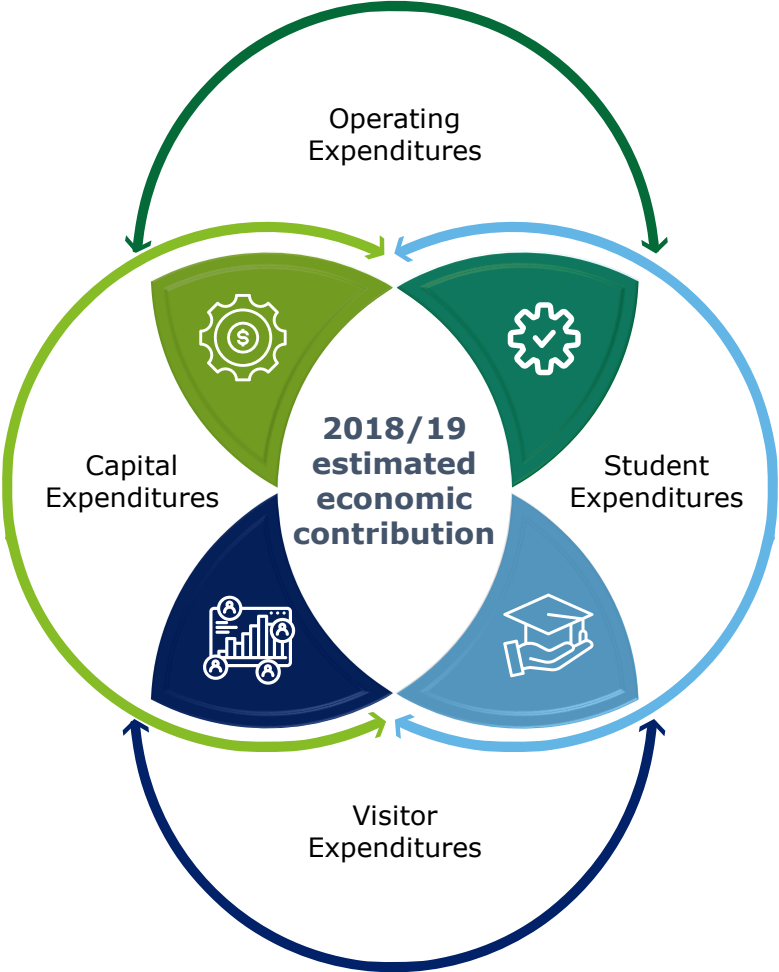 Operating
Expenditures
2018/19
estimated
economic
contribution
Capital
Expenditures
Student
Expenditures
Visitor
Expenditures
$